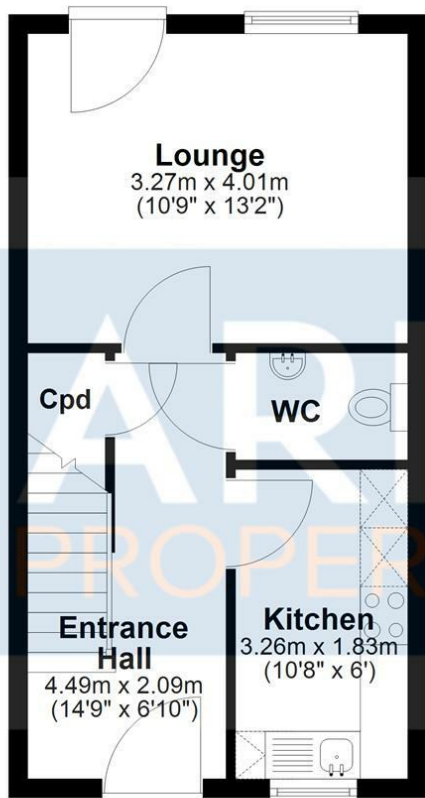 Lounge
3.27m x 4.01m
(10'9" x 13'2")
Cpd
WC
Entrance
Hall
4.49m x 2.09m
(14'9" x 6'10")
Kitchen
3.26m x 1.83m
(10'8" x 6')